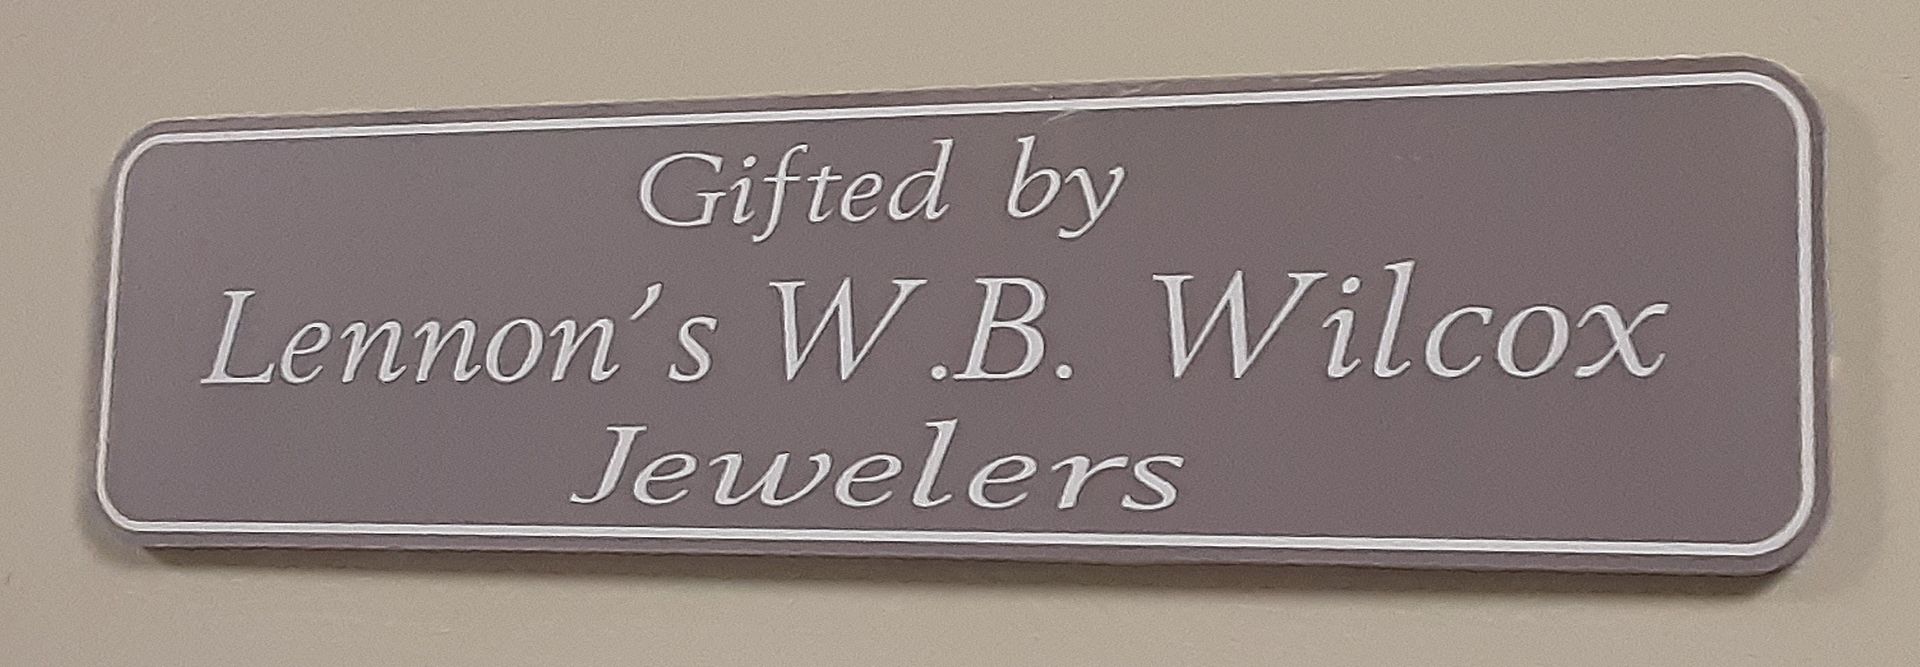 Gifted by
Lennon's W.B. Wilcox
Jewelers